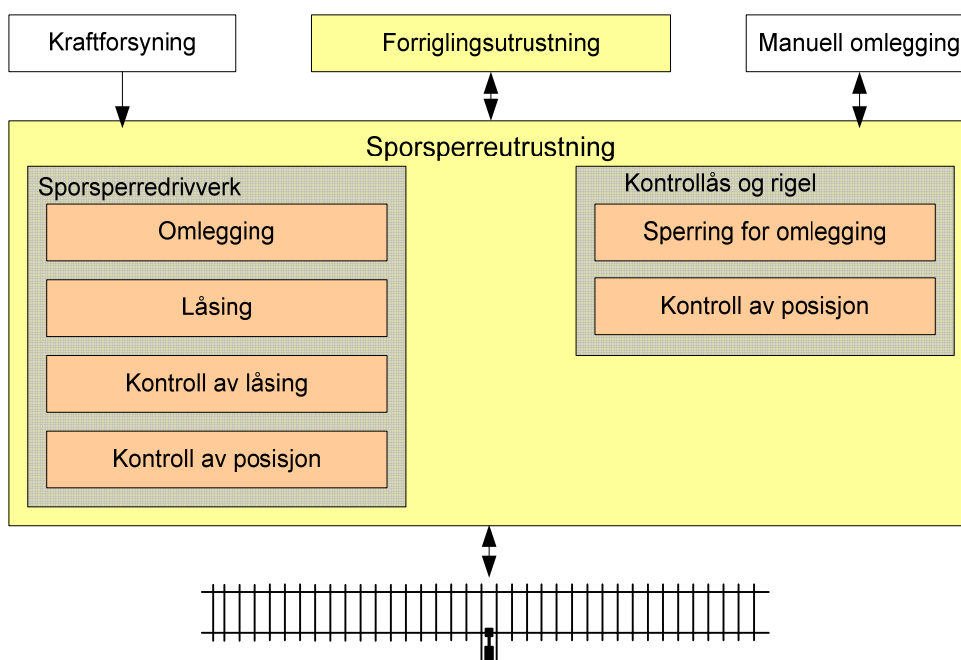 Kraftforsyning
Forriglingsutrustning
Manuell omlegging
Sporsperreutrustning
Sporsperredrivverk
Omlegging
Låsing
Kontroll av låsing
Kontroll av posisjon
Kontrollås og rigel
Sperring for omlegging
Kontroll av posisjon